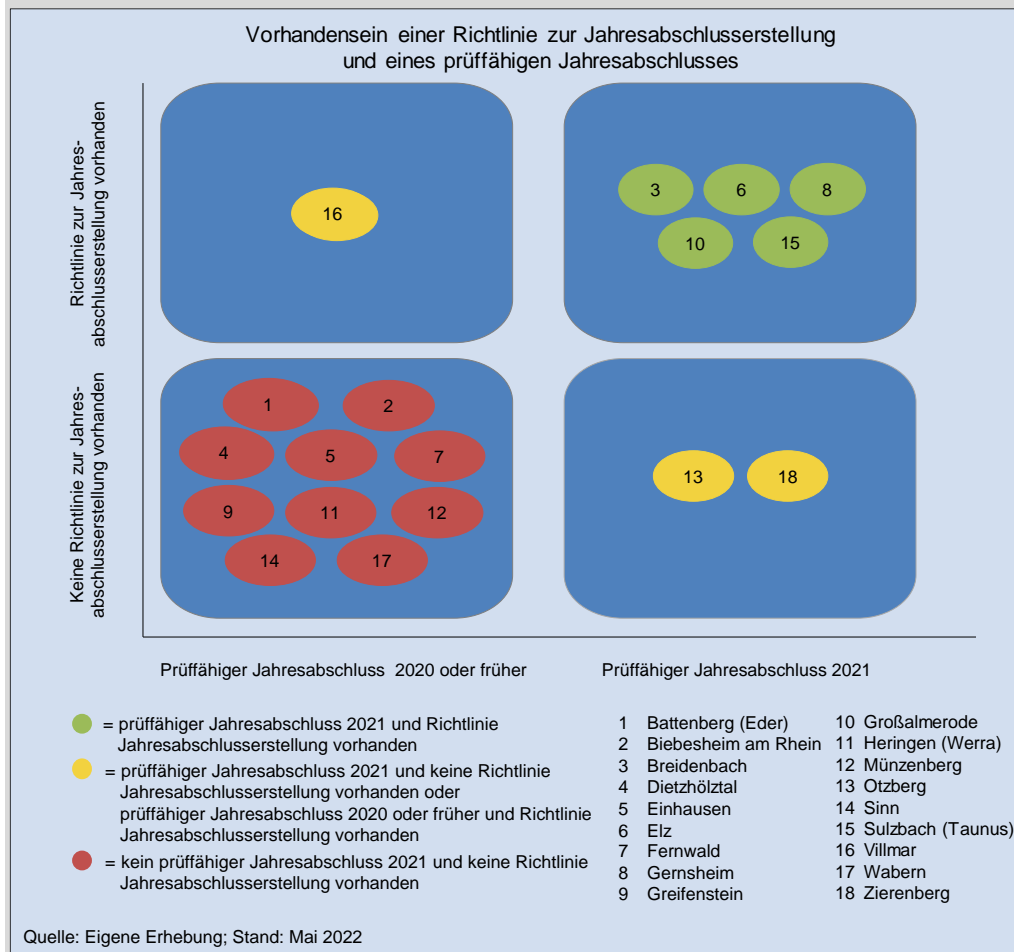 Vorhandensein einer Richtlinie zur Jahresabschlusserstellung
und eines prüffähigen Jahresabschlusses
Richtlinie zur Jahres-
abschlusserstellung vorhanden
16
3
6
8
10
15
Keine Richtlinie zur Jahres-
abschlusserstellung vorhanden
1
2
4
5
7
9
11
12
14
17
13
18
Prüffähiger Jahresabschluss 2020 oder früher
Prüffähiger Jahresabschluss 2021
= prüffähiger Jahresabschluss 2021 und Richtlinie
Jahresabschlusserstellung vorhanden
= prüffähiger Jahresabschluss 2021 und keine Richtlinie
Jahresabschlusserstellung vorhanden oder
prüffähiger Jahresabschluss 2020 oder früher und Richtlinie
Jahresabschlusserstellung vorhanden
= kein prüffähiger Jahresabschluss 2021 und keine Richtlinie
Jahresabschlusserstellung vorhanden
1 Battenberg (Eder)
2 Biebesheim am Rhein
3 Breidenbach
4 Dietzhölztal
5 Einhausen
6 Elz
7 Fernwald
8 Gernsheim
9 Greifenstein
10 Großalmerode
11 Heringen (Werra)
12 Münzenberg
13 Otzberg
14 Sinn
15 Sulzbach (Taunus)
16 Villmar
17 Wabern
18 Zierenberg
Quelle: Eigene Erhebung; Stand: Mai 2022